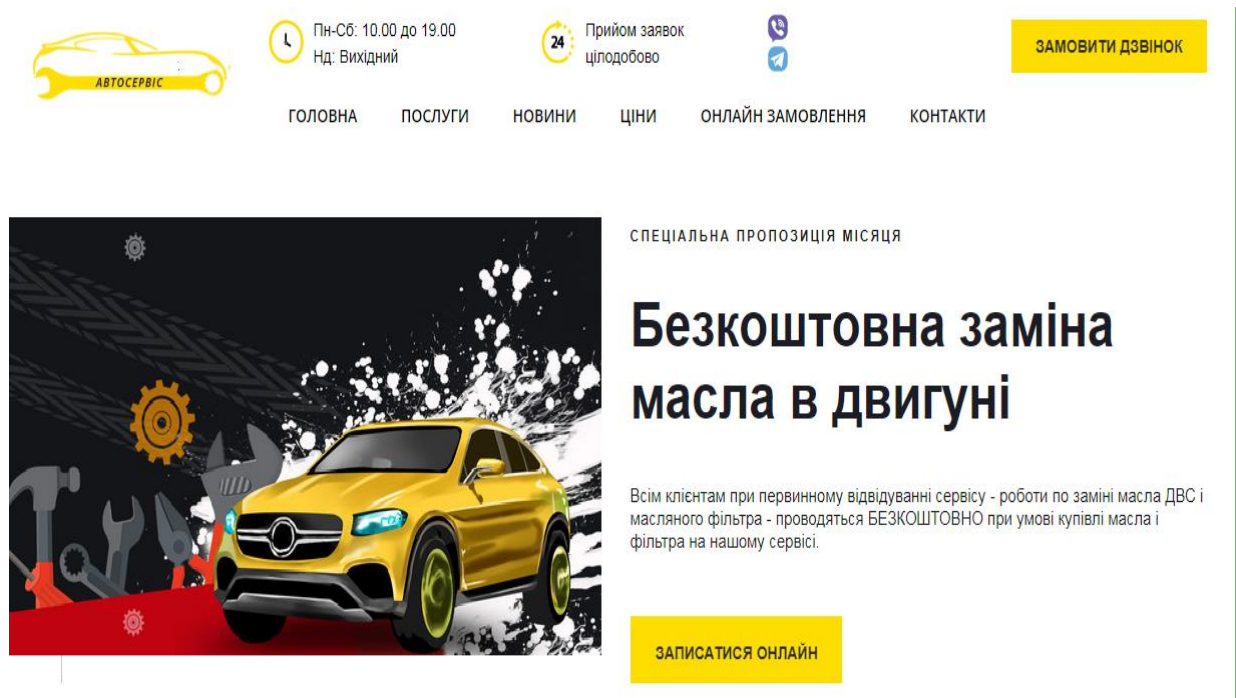 АВТОСЕРВІС
Пн-Сб: 10.00 до 19.00
Нд: Вихідний
24
Прийом заявок
цілодобово
ЗАМОВИТИ ДЗВІНОК
ГОЛОВНА ПОСЛУГИ НОВИНИ ЦІНИ ОНЛАЙН ЗАМОВЛЕННЯ КОНТАКТИ
СПЕЦІАЛЬНА ПРОПОЗИЦІЯ МІСЯЦЯ
Безкоштовна заміна
масла в двигуні
Всім клієнтам при первинному відвідуванні сервісу - роботи по заміні масла ДВС і
масляного фільтра - проводяться БЕЗКОШТОВНО при умові купівлі масла і
фільтра на нашому сервісі.
ЗАПИСАТИСЯ ОНЛАЙН